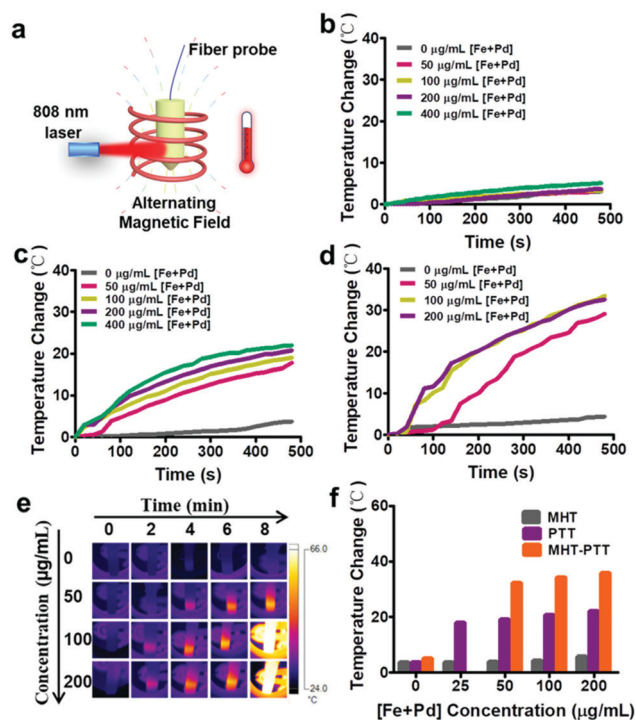 a
Fiber probe
808 nm
laser
Alternating
Magnetic Field
b
Temperature Change (℃)
40
30
20
10
0
0 μg/mL [Fe+Pd]
50 μg/mL [Fe+Pd]
100 μg/mL [Fe+Pd]
200 μg/mL [Fe+Pd]
400 μg/mL [Fe+Pd]
0 100 200 300 400 500
Time (s)
c
Temperature Change (℃)
40
30
20
10
0
0 μg/mL [Fe+Pd]
50 μg/mL [Fe+Pd]
100 μg/mL [Fe+Pd]
200 μg/mL [Fe+Pd]
400 μg/mL [Fe+Pd]
0 100 200 300 400 500
Time (s)
d
Temperature Change (℃)
40
30
20
10
0
0 μg/mL [Fe+Pd]
50 μg/mL [Fe+Pd]
100 μg/mL [Fe+Pd]
200 μg/mL [Fe+Pd]
0 100 200 300 400 500
Time (s)
e
Time (min)
0 2 4 6 8
Concentration (μg/mL)
0
50
100
200
66.0
24.0
°C
f
Temperature Change (℃)
60
40
20
0
MHT
PTT
MHT-PTT
0 25 50 100 200
[Fe+Pd] Concentration (μg/mL)